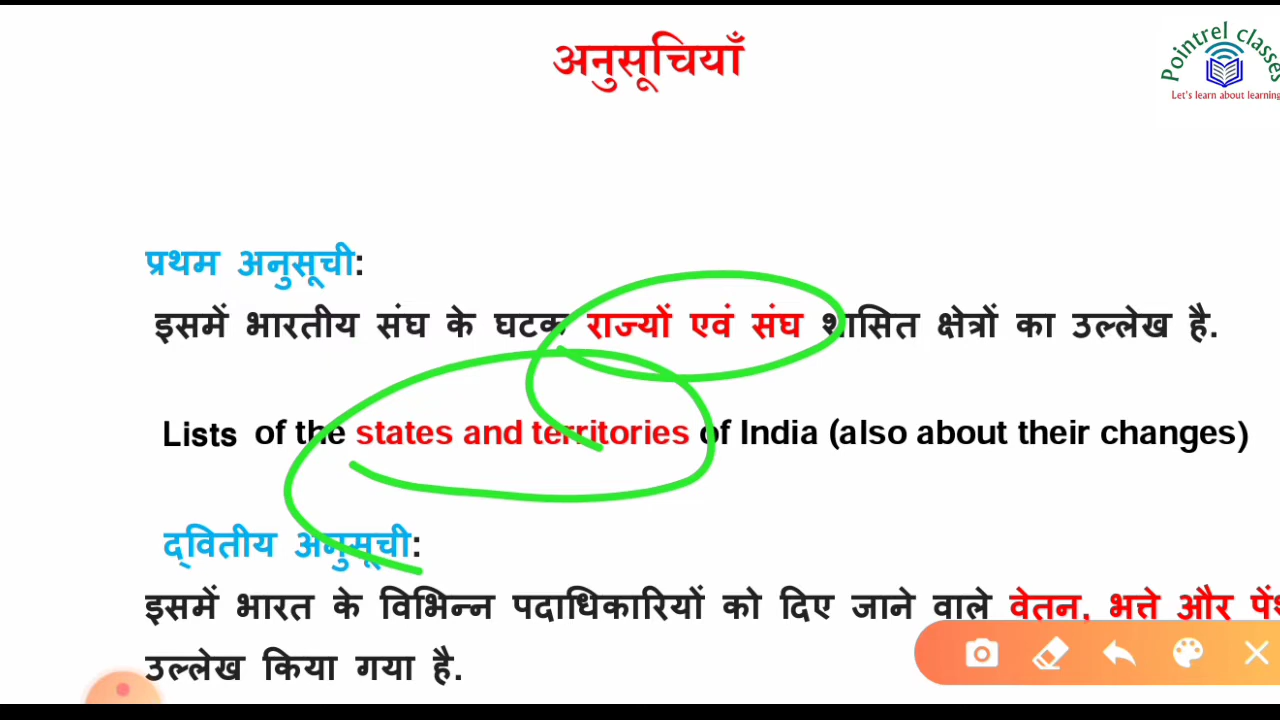 अनुसूचियाँ
Pointrel classes
Let's learn about learning
प्रथम अनुसूची:
इसमें भारतीय संघ के घटक राज्यों एवं संघ शासित क्षेत्रों का उल्लेख है.
Lists of the states and territories of India (also about their changes)
द्वितीय अनुसूची:
इसमें भारत के विभिन्न पदाधिकारियों को दिए जाने वाले वेतन, भत्ते और
उल्लेख किया गया है.